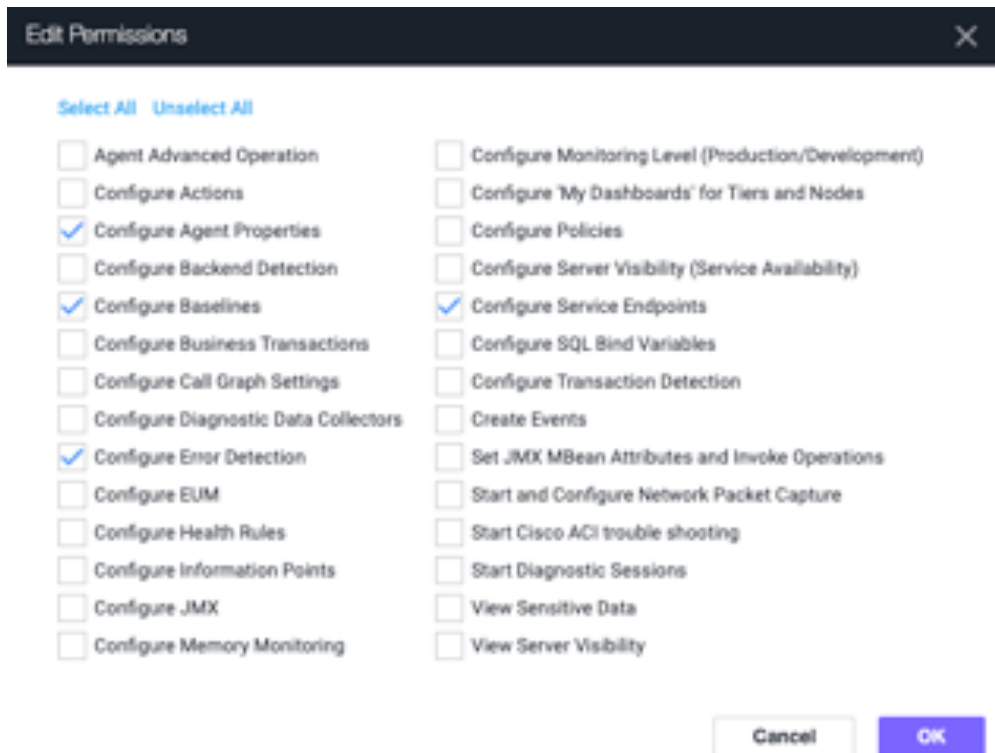 Edit Permissions
Select All Unselect All
Agent Advanced Operation
Configure Actions
Configure Agent Properties
Configure Backend Detection
Configure Baselines
Configure Business Transactions
Configure Call Graph Settings
Configure Diagnostic Data Collectors
Configure Error Detection
Configure EUM
Configure Health Rules
Configure Information Points
Configure JMX
Configure Memory Monitoring
Configure Monitoring Level (Production/Development)
Configure 'My Dashboards' for Tiers and Nodes
Configure Policies
Configure Server Visibility (Service Availability)
Configure Service Endpoints
Configure SQL Bind Variables
Configure Transaction Detection
Create Events
Set JMX MBean Attributes and Invoke Operations
Start and Configure Network Packet Capture
Start Cisco ACI trouble shooting
Start Diagnostic Sessions
View Sensitive Data
View Server Visibility
Cancel OK